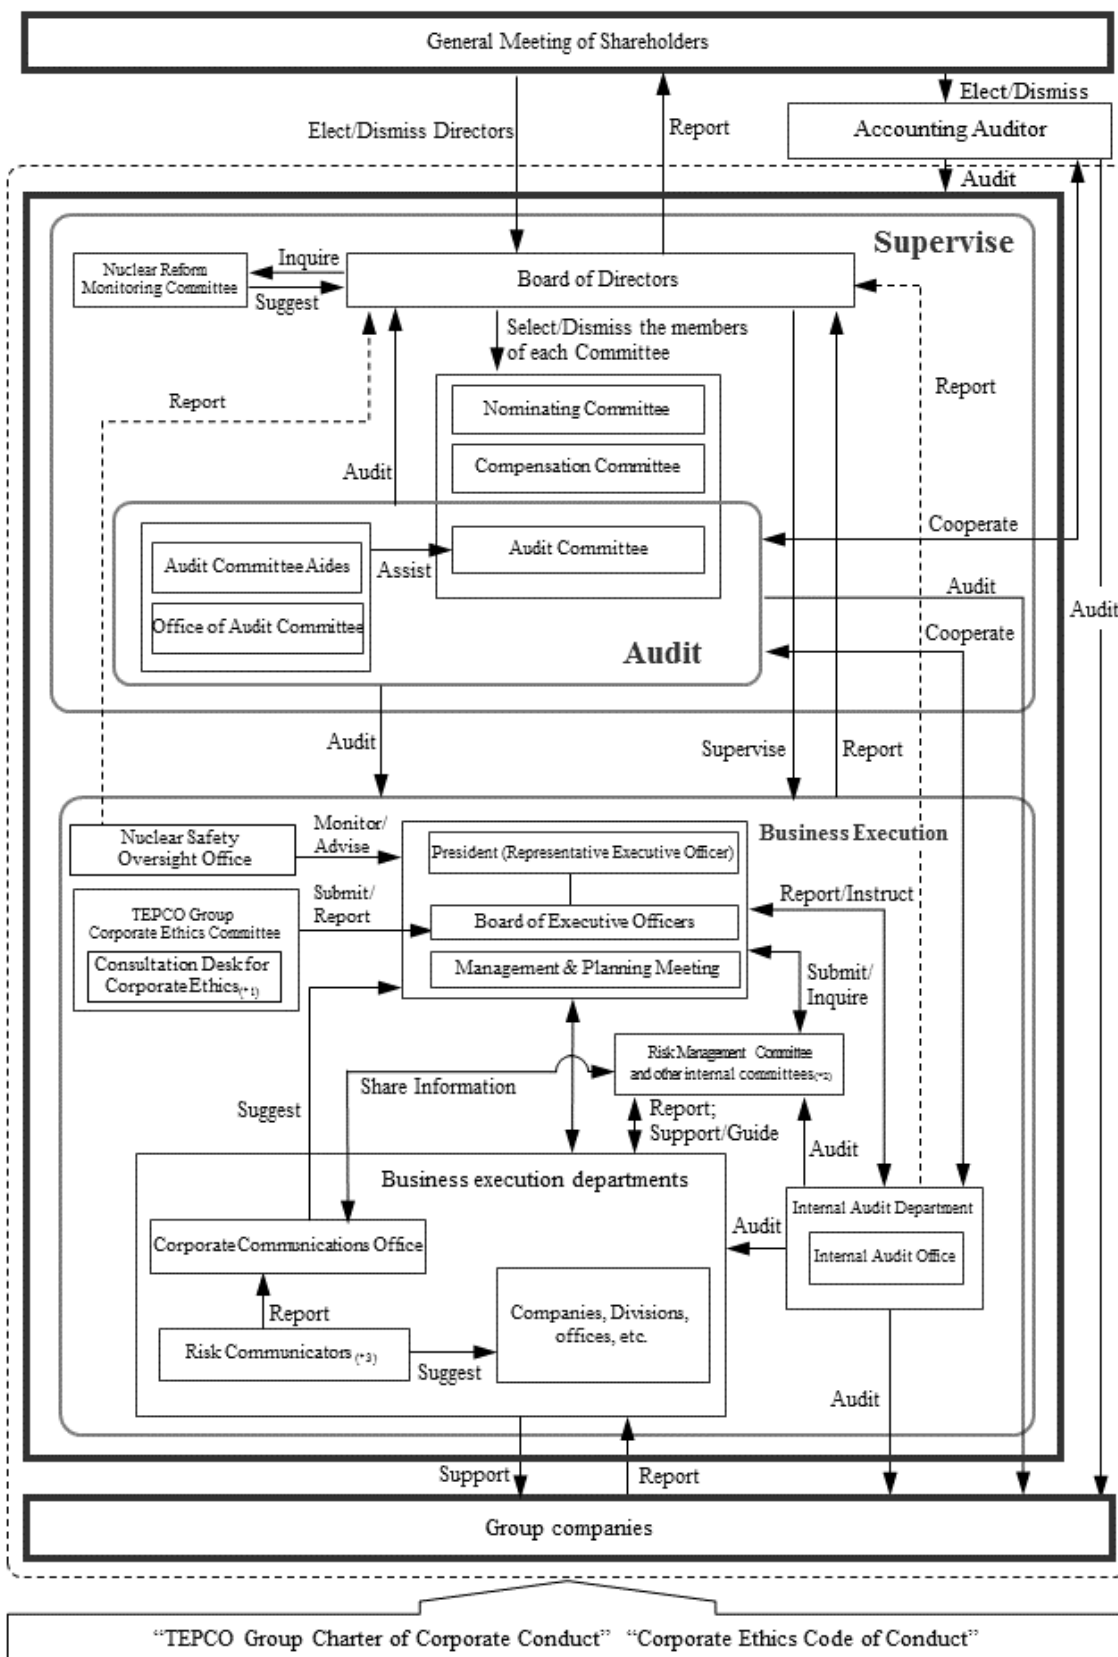 General Meeting of Shareholders
Elect/Dismiss Directors
Report
Elect/Dismiss
Accounting Auditor
Audit
Supervise
Nuclear Reform
Monitoring Committee
Inquire
Suggest
Board of Directors
Select/Dismiss the members
of each Committee
Report
Report
Nominating Committee
Compensation Committee
Audit
Audit Committee Aides
Office of Audit Committee
Assist
Audit Committee
Audit
Cooperate
Audit
Cooperate
Audit
Audit
Supervise
Report
Business Execution
Nuclear Safety
Oversight Office
Monitor/
Advise
President (Representative Executive Officer)
TEPCO Group
Corporate Ethics Committee
Consultation Desk for
Corporate Ethics(*1)
Submit/
Report
Board of Executive Officers
Management & Planning Meeting
Report/Instruct
Submit/
Inquire
Risk Management Committee
and other internal committees(*2)
Share Information
Suggest
Report;
Support/Guide
Audit
Business execution departments
Corporate Communications Office
Report
Risk Communicators (*3)
Suggest
Companies, Divisions,
offices, etc.
Audit
Internal Audit Department
Internal Audit Office
Audit
Support
Report
Group companies
“TEPCO Group Charter of Corporate Conduct” “Corporate Ethics Code of Conduct”